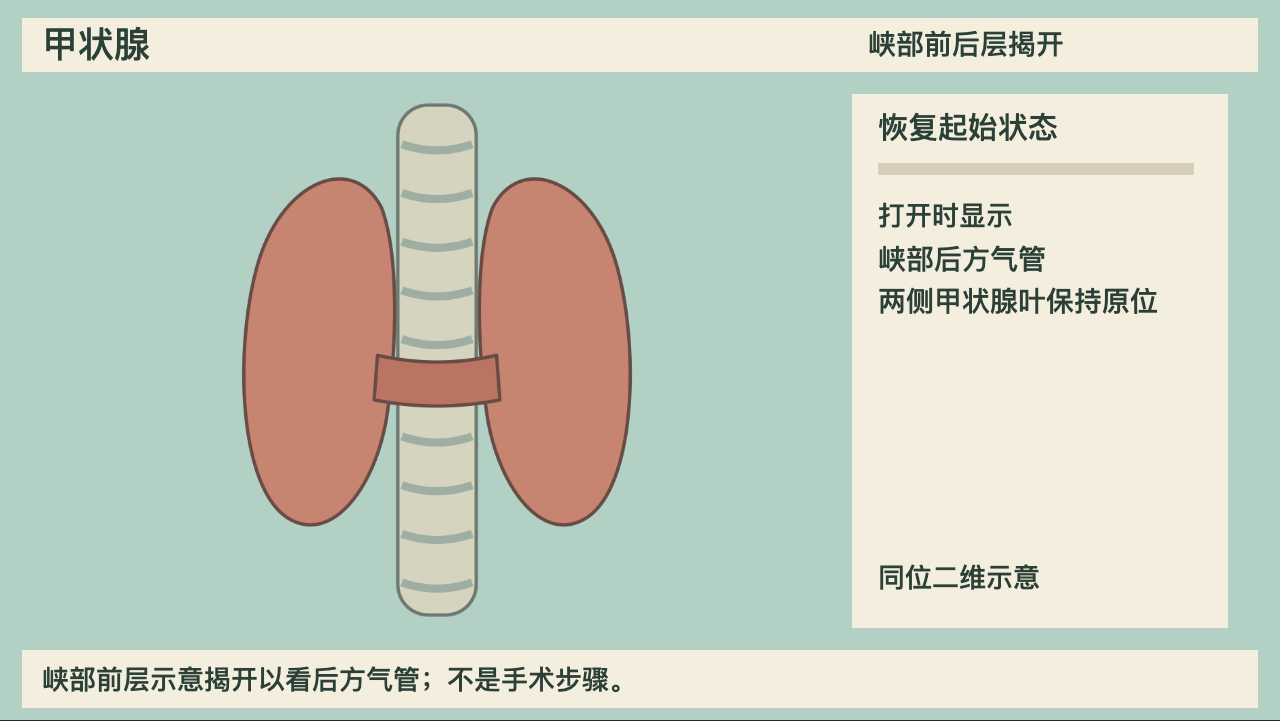 甲状腺
峡部前后层揭开
恢复起始状态
打开时显示
峡部后方气管
两侧甲状腺叶保持原位
同位二维示意
峡部前层示意揭开以看后方气管；不是手术步骤。